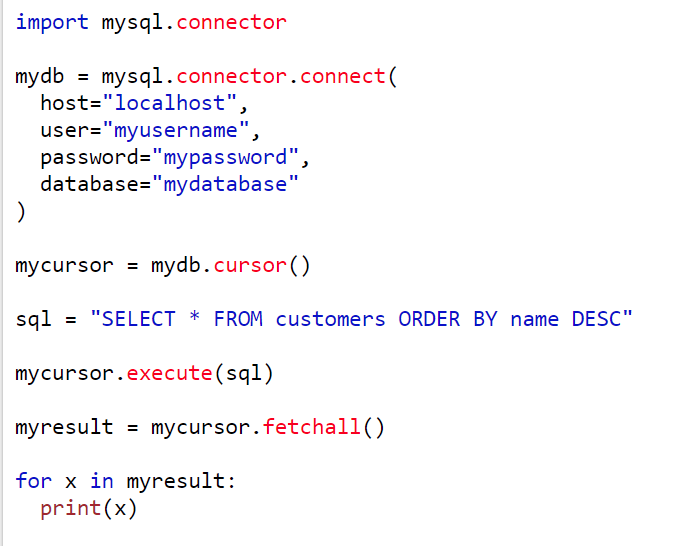 import mysql.connector
mydb = mysql.connector.connect(
  host="localhost",
  user="myusername",
  password="mypassword",
  database="mydatabase"
)
mycursor = mydb.cursor()
sql = "SELECT * FROM customers ORDER BY name DESC"
mycursor.execute(sql)
myresult = mycursor.fetchall()
for x in myresult:
  print(x)